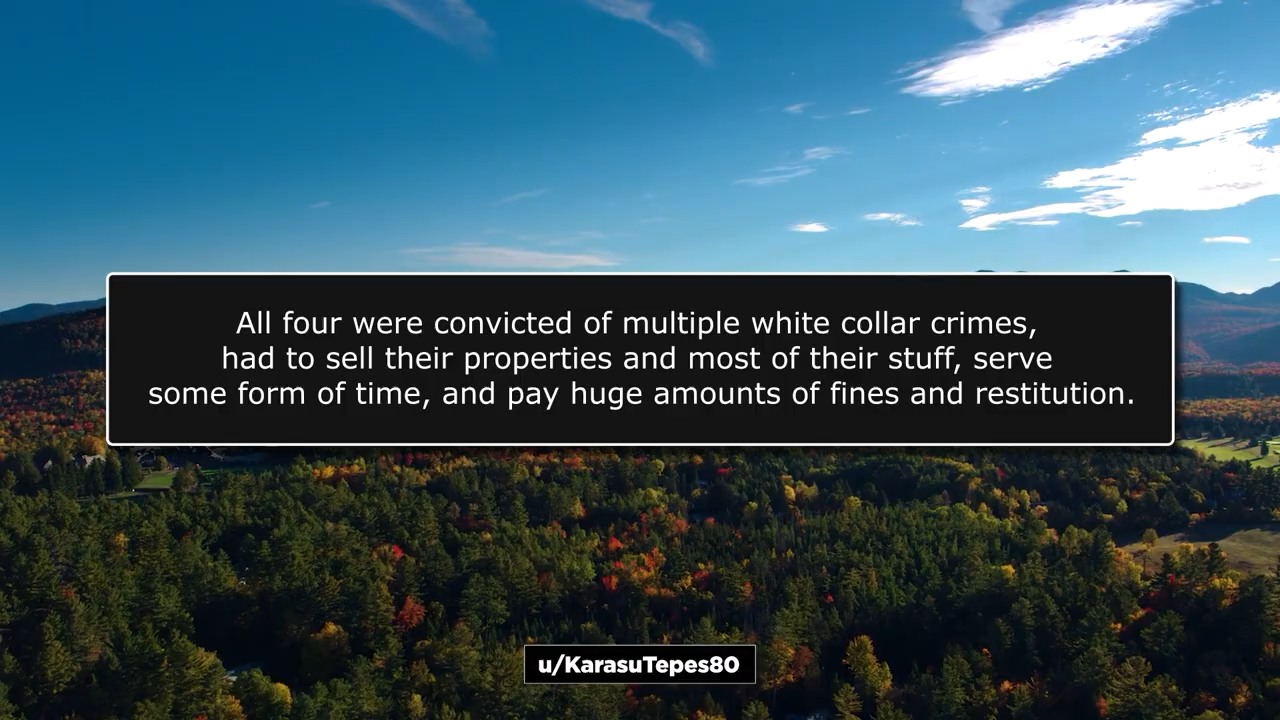 All four were convicted of multiple white collar crimes,
had to sell their properties and most of their stuff, serve
some form of time, and pay huge amounts of fines and restitution.
u/KarasuTepes80